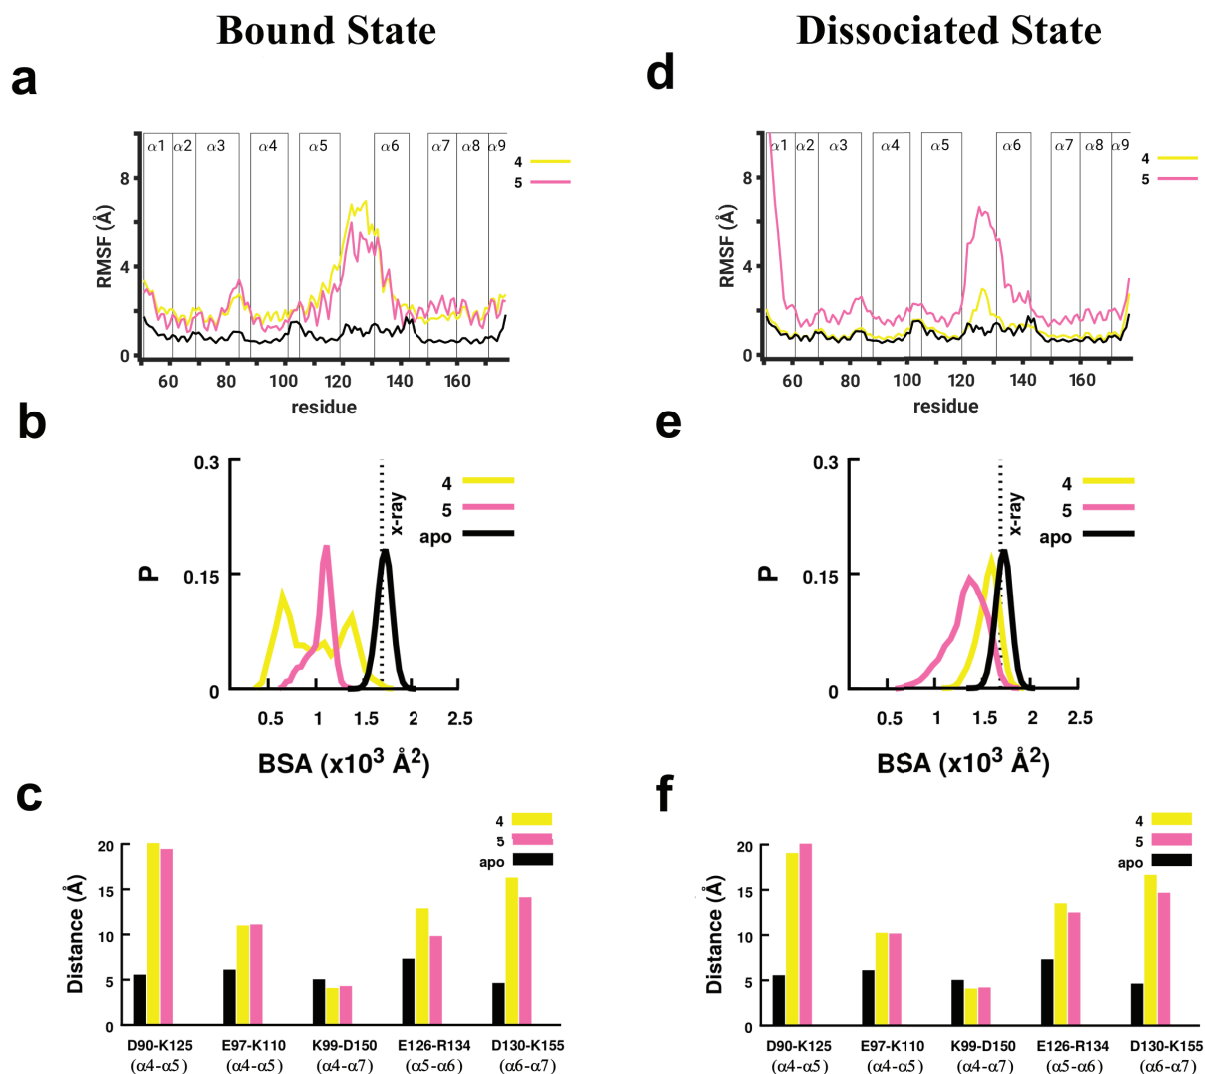 Bound State
Dissociated State
a
α1 α2 α3 α4 α5 α6 α7 α8 α9
4
5
8
4
0
RMSF (Å)
60 80 100 120 140 160
residue
d
α1 α2 α3 α4 α5 α6 α7 α8 α9
4
5
8
4
0
RMSF (Å)
60 80 100 120 140 160
residue
b
0.3
0.15
0
P
x-ray
4
5
apo
0.5 1 1.5 2 2.5
BSA (x10³ Å²)
e
0.3
0.15
0
P
x-ray
4
5
apo
0.5 1 1.5 2 2.5
BSA (x10³ Å²)
c
4
5
apo
20
15
10
5
0
Distance (Å)
D90-K125 E97-K110 K99-D150 E126-R134 D130-K155
(α4-α5) (α4-α5) (α4-α7) (α5-α6) (α6-α7)
f
4
5
apo
20
15
10
5
0
Distance (Å)
D90-K125 E97-K110 K99-D150 E126-R134 D130-K155
(α4-α5) (α4-α5) (α4-α7) (α5-α6) (α6-α7)